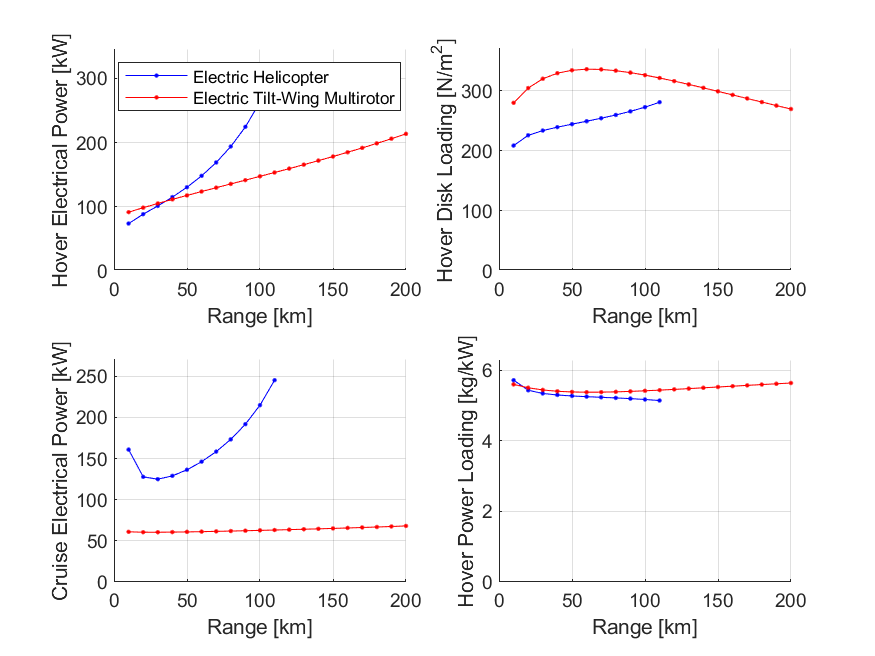 Hover Electrical Power [kW]
300
200
100
0
0 50 100 150 200
Range [km]
Electric Helicopter
Electric Tilt-Wing Multirotor
Hover Disk Loading [N/m²]
300
200
100
0
0 50 100 150 200
Range [km]
Cruise Electrical Power [kW]
250
200
150
100
50
0
0 50 100 150 200
Range [km]
Hover Power Loading [kg/kW]
6
4
2
0
0 50 100 150 200
Range [km]